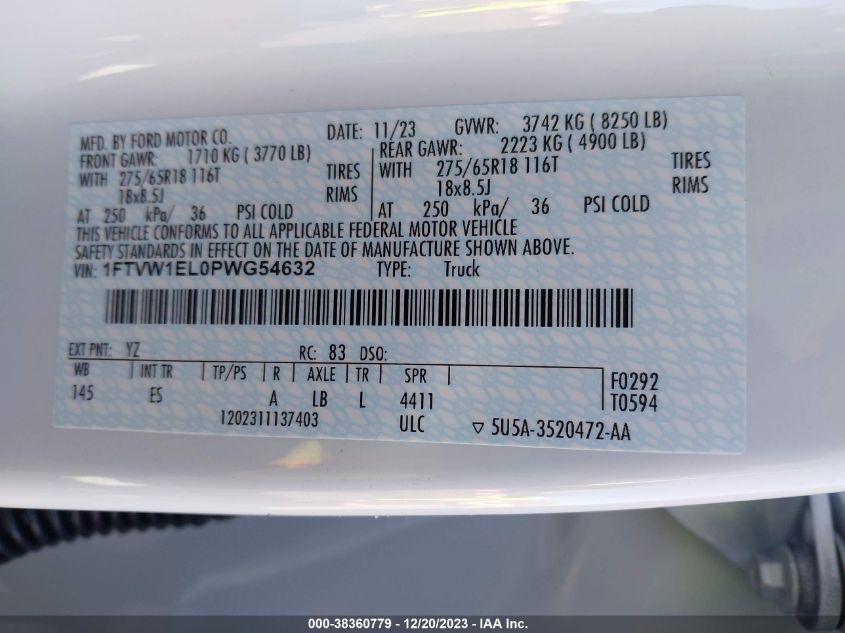 MFD. BY FORD MOTOR CO. DATE: 11/23 GVWR: 3742 KG ( 8250 LB)
FRONT GAWR: 1710 KG ( 3770 LB) REAR GAWR: 2223 KG ( 4900 LB)
WITH 275/65R18 116T TIRES WITH 275/65R18 116T TIRES
18x8.5J RIMS 18x8.5J RIMS
AT 250 kPa/ 36 PSI COLD AT 250 kPa/ 36 PSI COLD
THIS VEHICLE CONFORMS TO ALL APPLICABLE FEDERAL MOTOR VEHICLE
SAFETY STANDARDS IN EFFECT ON THE DATE OF MANUFACTURE SHOWN ABOVE.
VIN: 1FTVW1EL0PWG54632 TYPE: Truck
EXT PNT: YZ RC: 83 DSO:
WB INT TR TP/PS R AXLE TR SPR
145 ES A LB L 4411
F0292
T0594
1202311137403 ULC ▽ 5U5A-3520472-AA
000-38360779 - 12/20/2023 - IAA Inc.